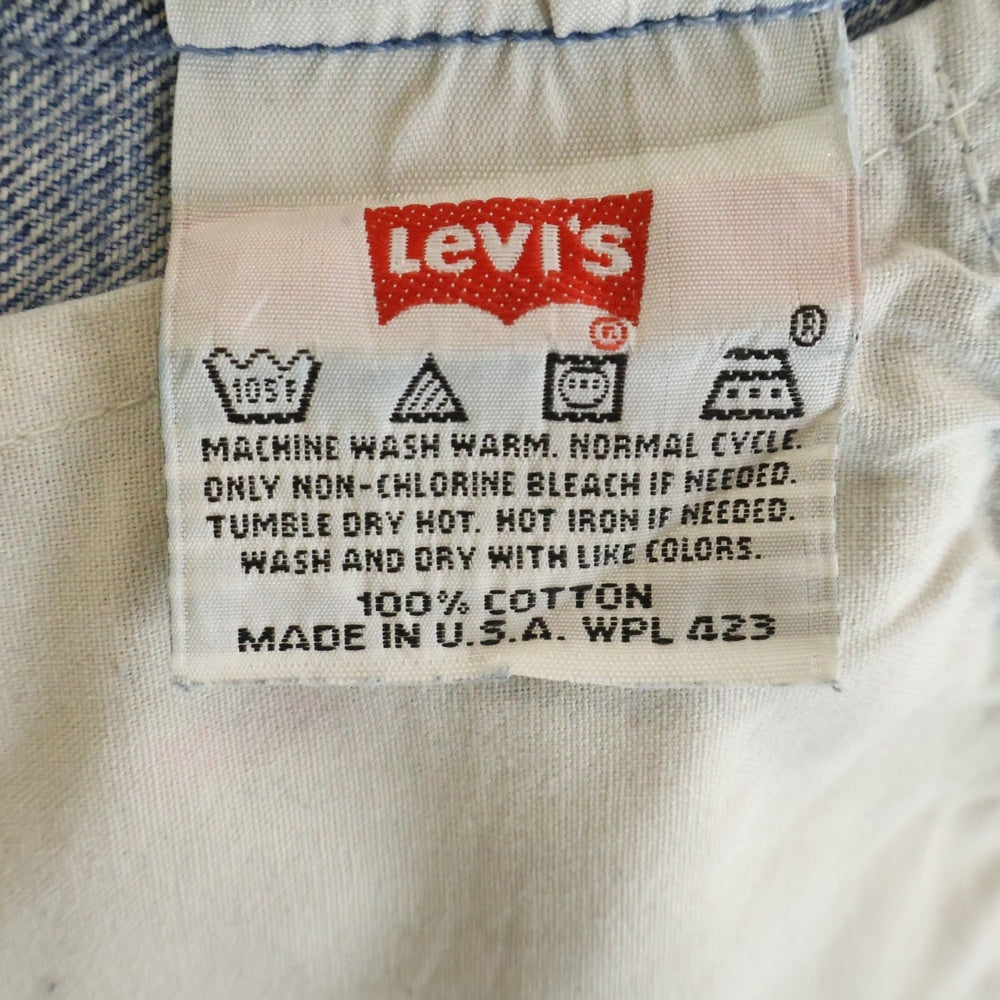 Levi's
®
®
105°F
MACHINE WASH WARM. NORMAL CYCLE.
ONLY NON-CHLORINE BLEACH IF NEEDED.
TUMBLE DRY HOT. HOT IRON IF NEEDED.
WASH AND DRY WITH LIKE COLORS.
100% COTTON
MADE IN U.S.A. WPL 423